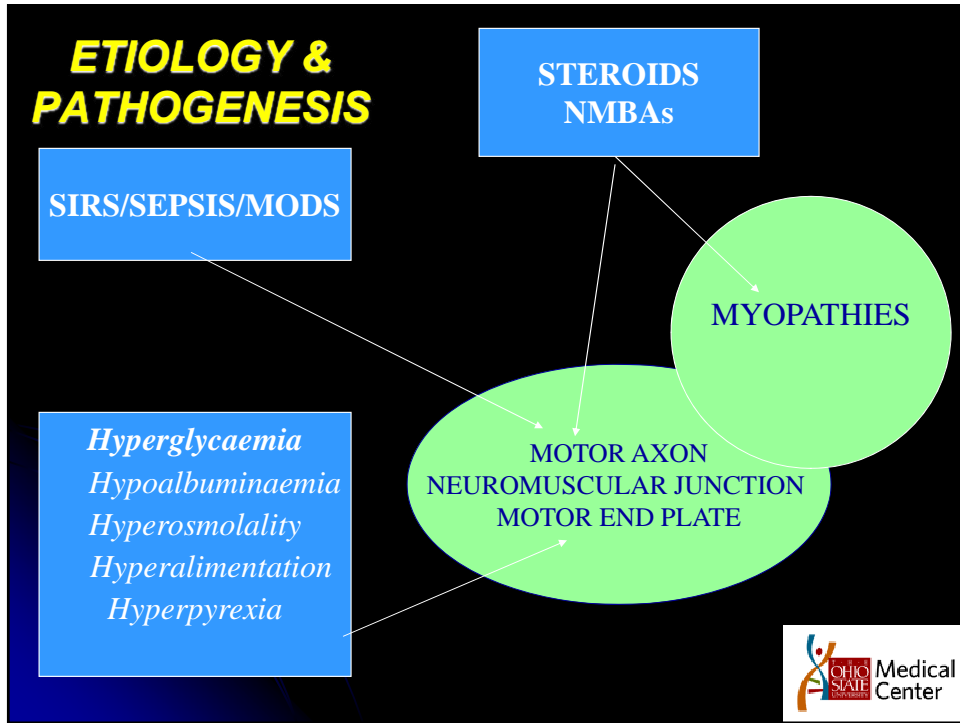 ETIOLOGY &
PATHOGENESIS
STEROIDS
NMBAs
SIRS/SEPSIS/MODS
MYOPATHIES
Hyperglycaemia
Hypoalbuminaemia
Hyperosmolality
Hyperalimentation
Hyperpyrexia
MOTOR AXON
NEUROMUSCULAR JUNCTION
MOTOR END PLATE
THE
OHIO
STATE
UNIVERSITY
Medical
Center